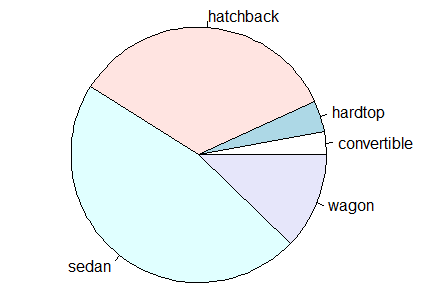 hatchback
hardtop
convertible
wagon
sedan